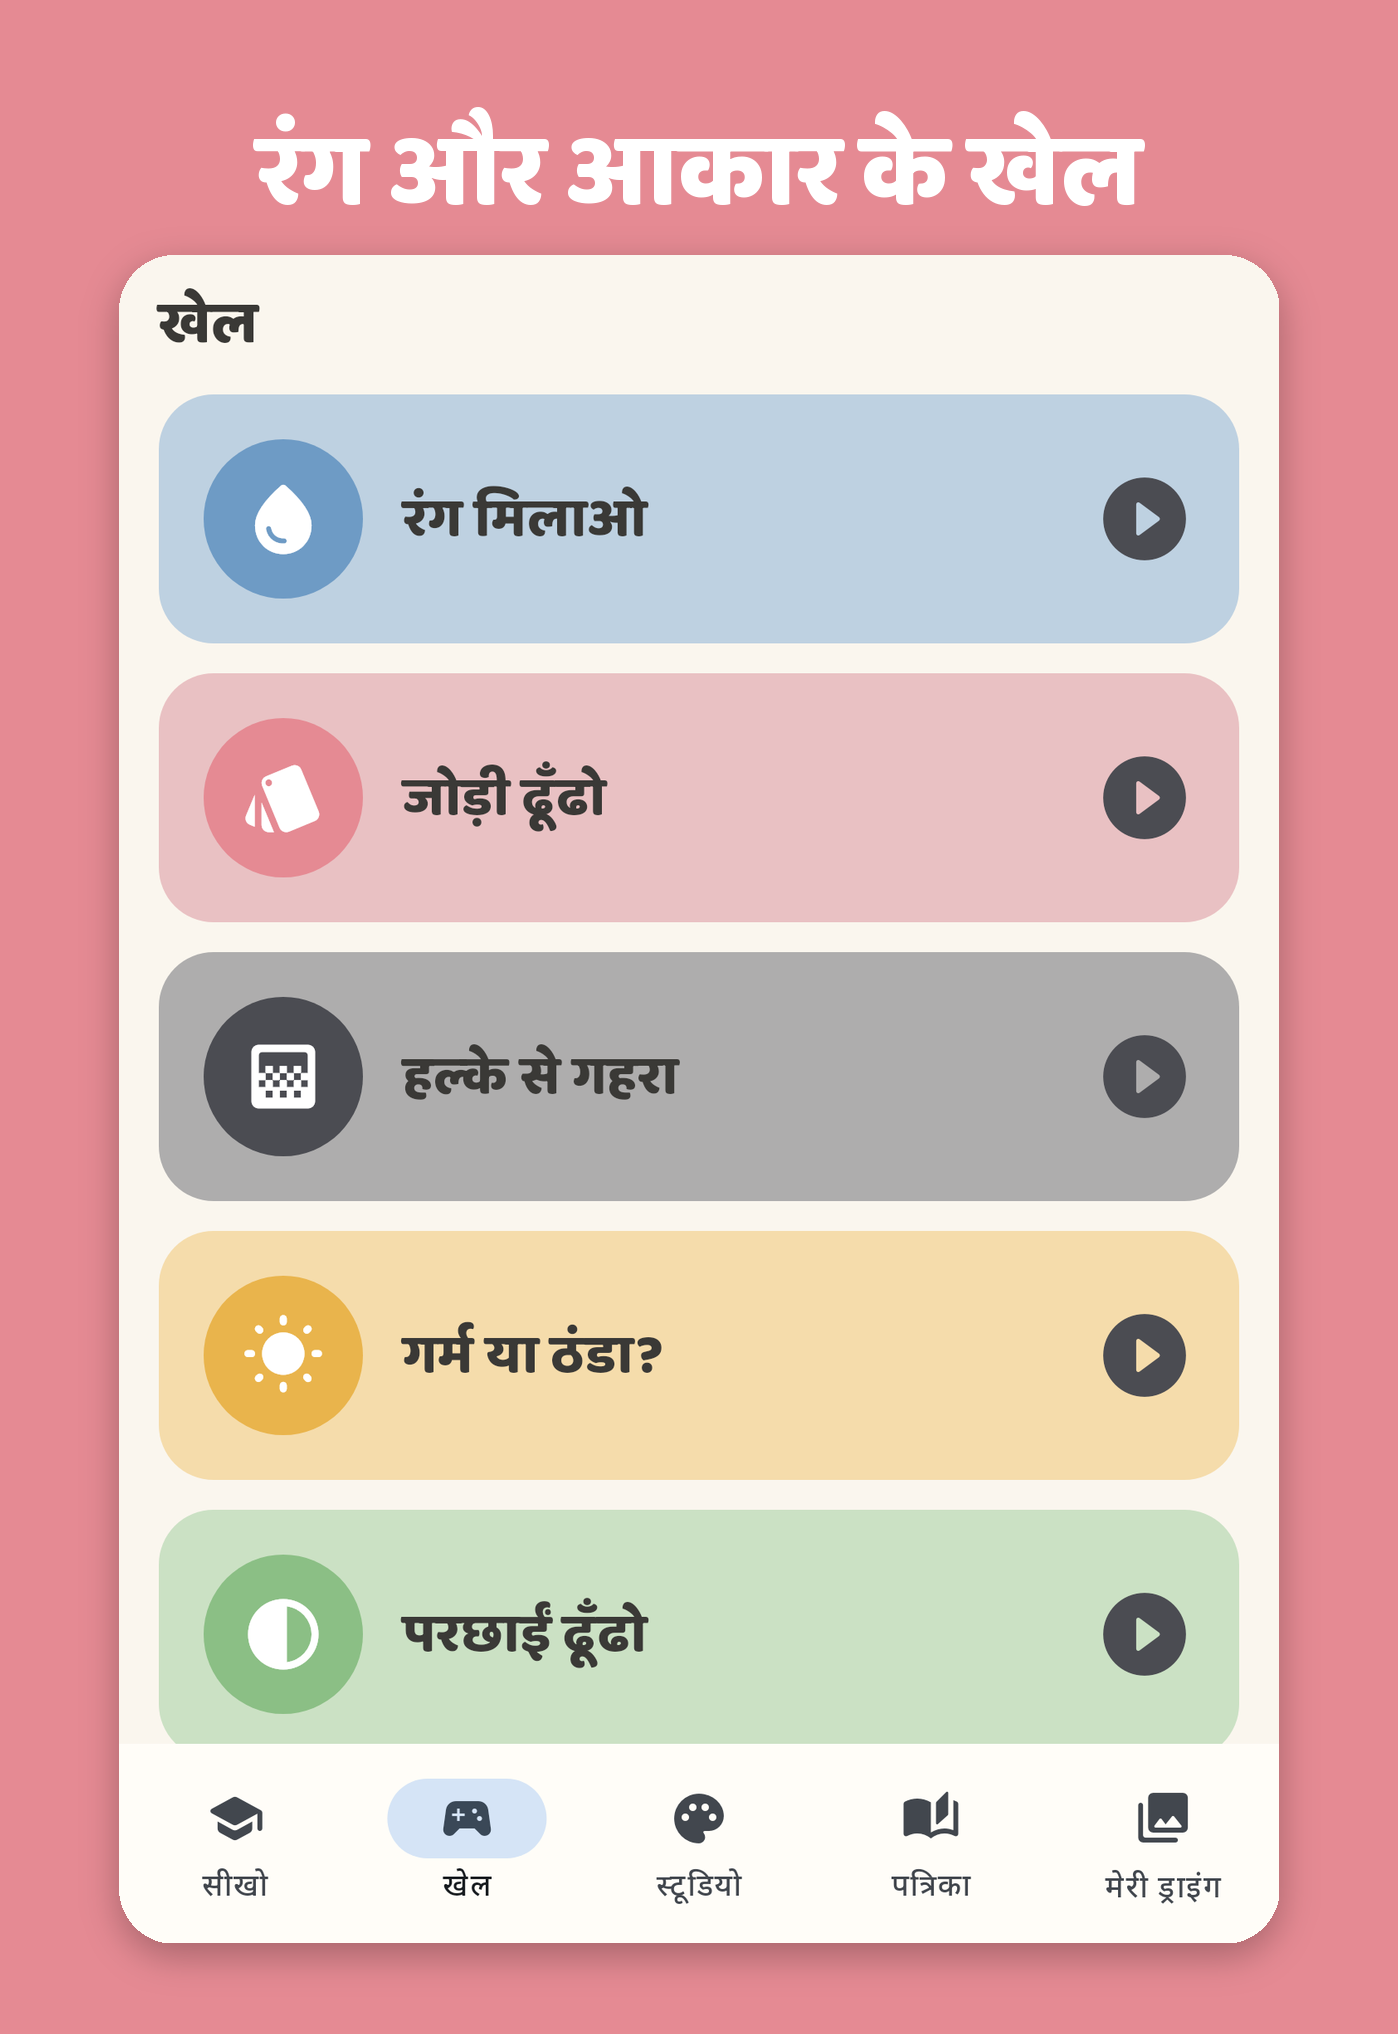 रंग और आकार के खेल
खेल
रंग मिलाओ
जोड़ी ढूँढो
हल्के से गहरा
गर्म या ठंडा?
परछाईं ढूँढो
सीखो
खेल
स्टूडियो
पत्रिका
मेरी ड्राइंग